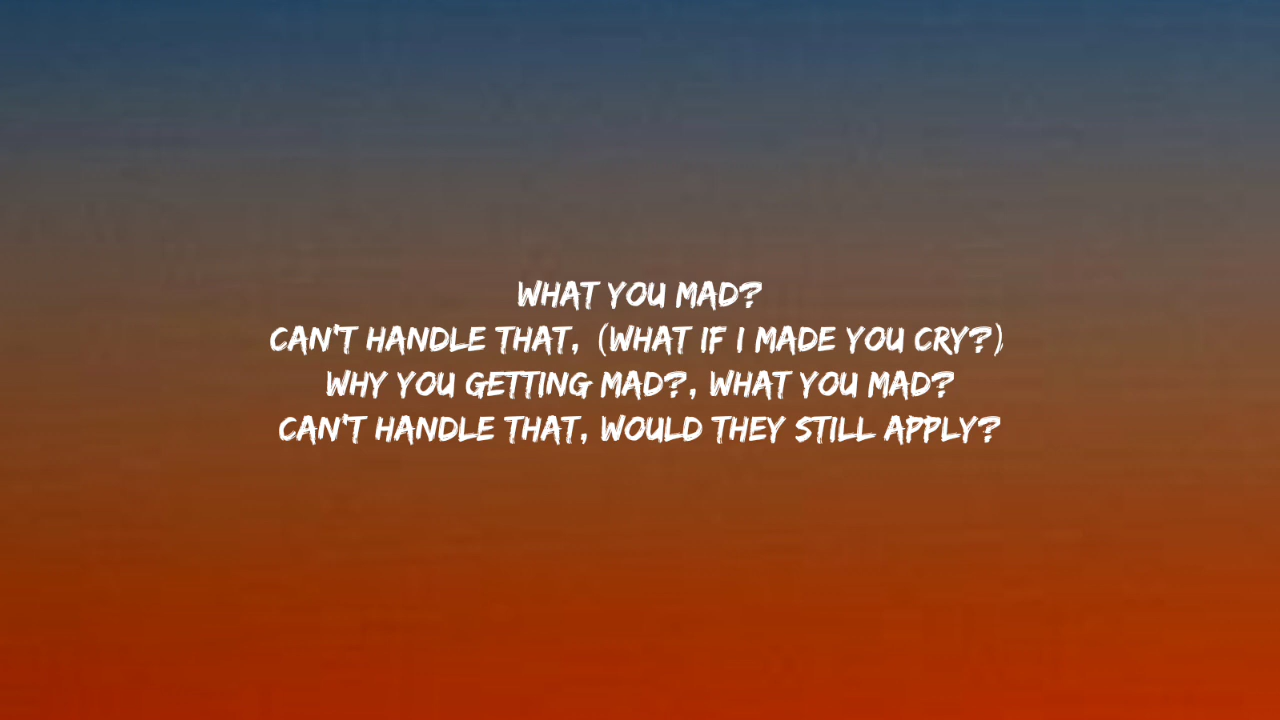 WHAT YOU MAD?
CAN'T HANDLE THAT, (WHAT IF I MADE YOU CRY?)
WHY YOU GETTING MAD?, WHAT YOU MAD?
CAN'T HANDLE THAT, WOULD THEY STILL APPLY?